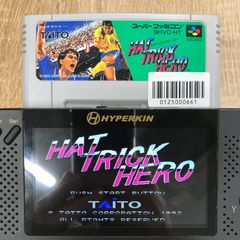 スーパーファミコン
SHVC-HT
HAT
TRICK
HERO
TAITO
0125000661
HYPERKIN
HAT
TRICK
HERO
PUSH START BUTTON
TAITO
© TAITO CORPORATION 1992
ALL RIGHTS RESERVED
Y